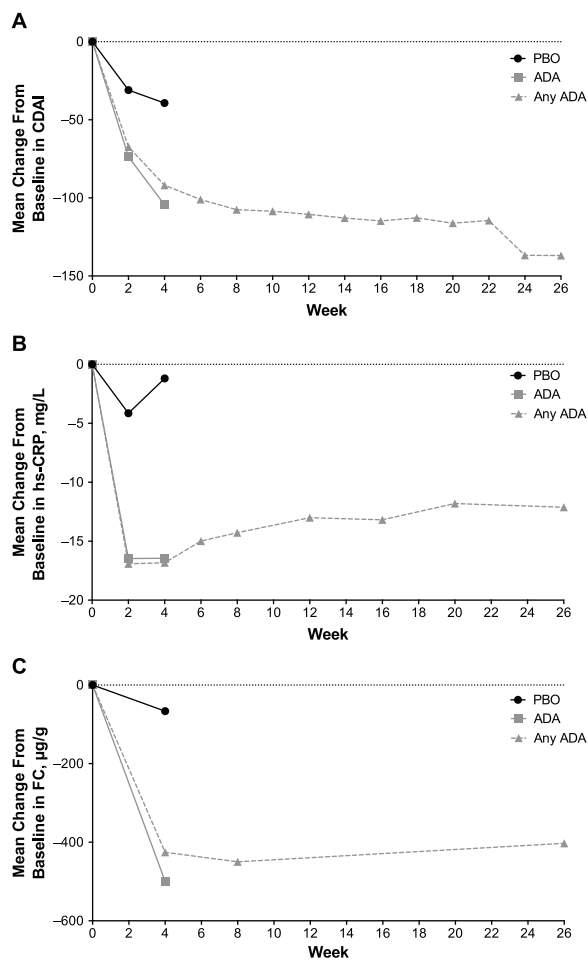 A
Mean Change From
Baseline in CDAI
0
–50
–100
–150
PBO
ADA
Any ADA
0 2 4 6 8 10 12 14 16 18 20 22 24 26
Week
B
Mean Change From
Baseline in hs-CRP, mg/L
0
–5
–10
–15
–20
PBO
ADA
Any ADA
0 2 4 6 8 10 12 14 16 18 20 22 24 26
Week
C
Mean Change From
Baseline in FC, μg/g
0
–200
–400
–600
PBO
ADA
Any ADA
0 2 4 6 8 10 12 14 16 18 20 22 24 26
Week